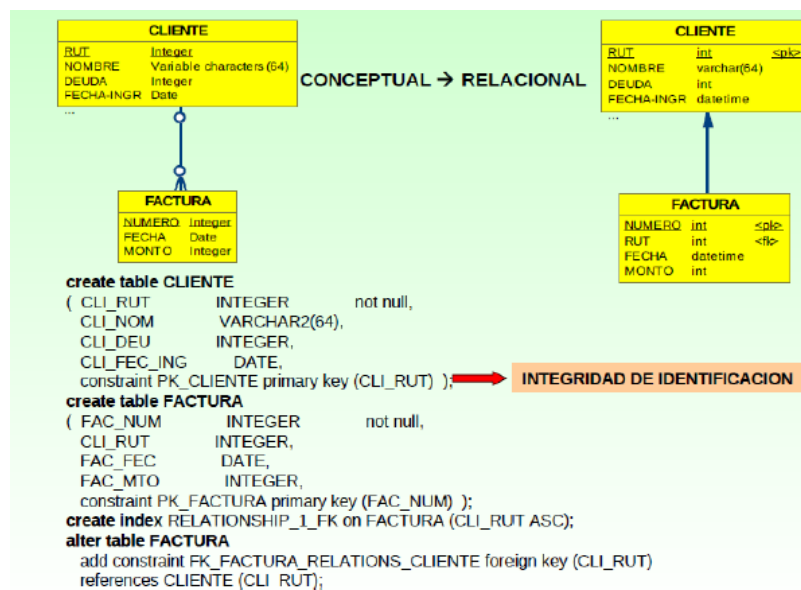 CLIENTE
RUT Integer
NOMBRE Variable characters (64)
DEUDA Integer
FECHA-INGR Date
...
CONCEPTUAL → RELACIONAL
CLIENTE
RUT int <pk>
NOMBRE varchar(64)
DEUDA int
FECHA-INGR datetime
...
FACTURA
NUMERO Integer
FECHA Date
MONTO Integer
FACTURA
NUMERO int <pk>
RUT int <fk>
FECHA datetime
MONTO int
create table CLIENTE
( CLI_RUT INTEGER not null,
CLI_NOM VARCHAR2(64),
CLI_DEU INTEGER,
CLI_FEC_ING DATE,
constraint PK_CLIENTE primary key (CLI_RUT) );
INTEGRIDAD DE IDENTIFICACION
create table FACTURA
( FAC_NUM INTEGER not null,
CLI_RUT INTEGER,
FAC_FEC DATE,
FAC_MTO INTEGER,
constraint PK_FACTURA primary key (FAC_NUM) );
create index RELATIONSHIP_1_FK on FACTURA (CLI_RUT ASC);
alter table FACTURA
add constraint FK_FACTURA_RELATIONS_CLIENTE foreign key (CLI_RUT)
references CLIENTE (CLI_RUT);